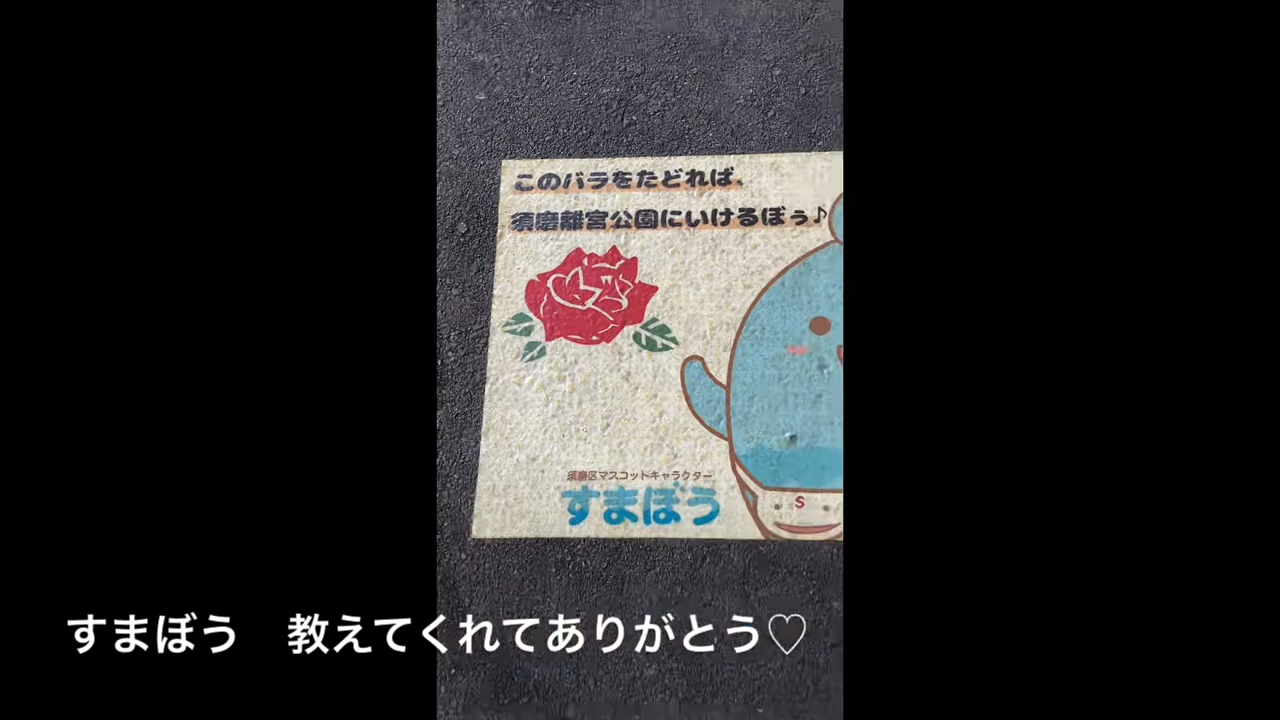 このバラをたどれば、
須磨離宮公園にいけるぼぅ♪
須磨区マスコットキャラクター
すまぼう
S
すまぼう　教えてくれてありがとう♡